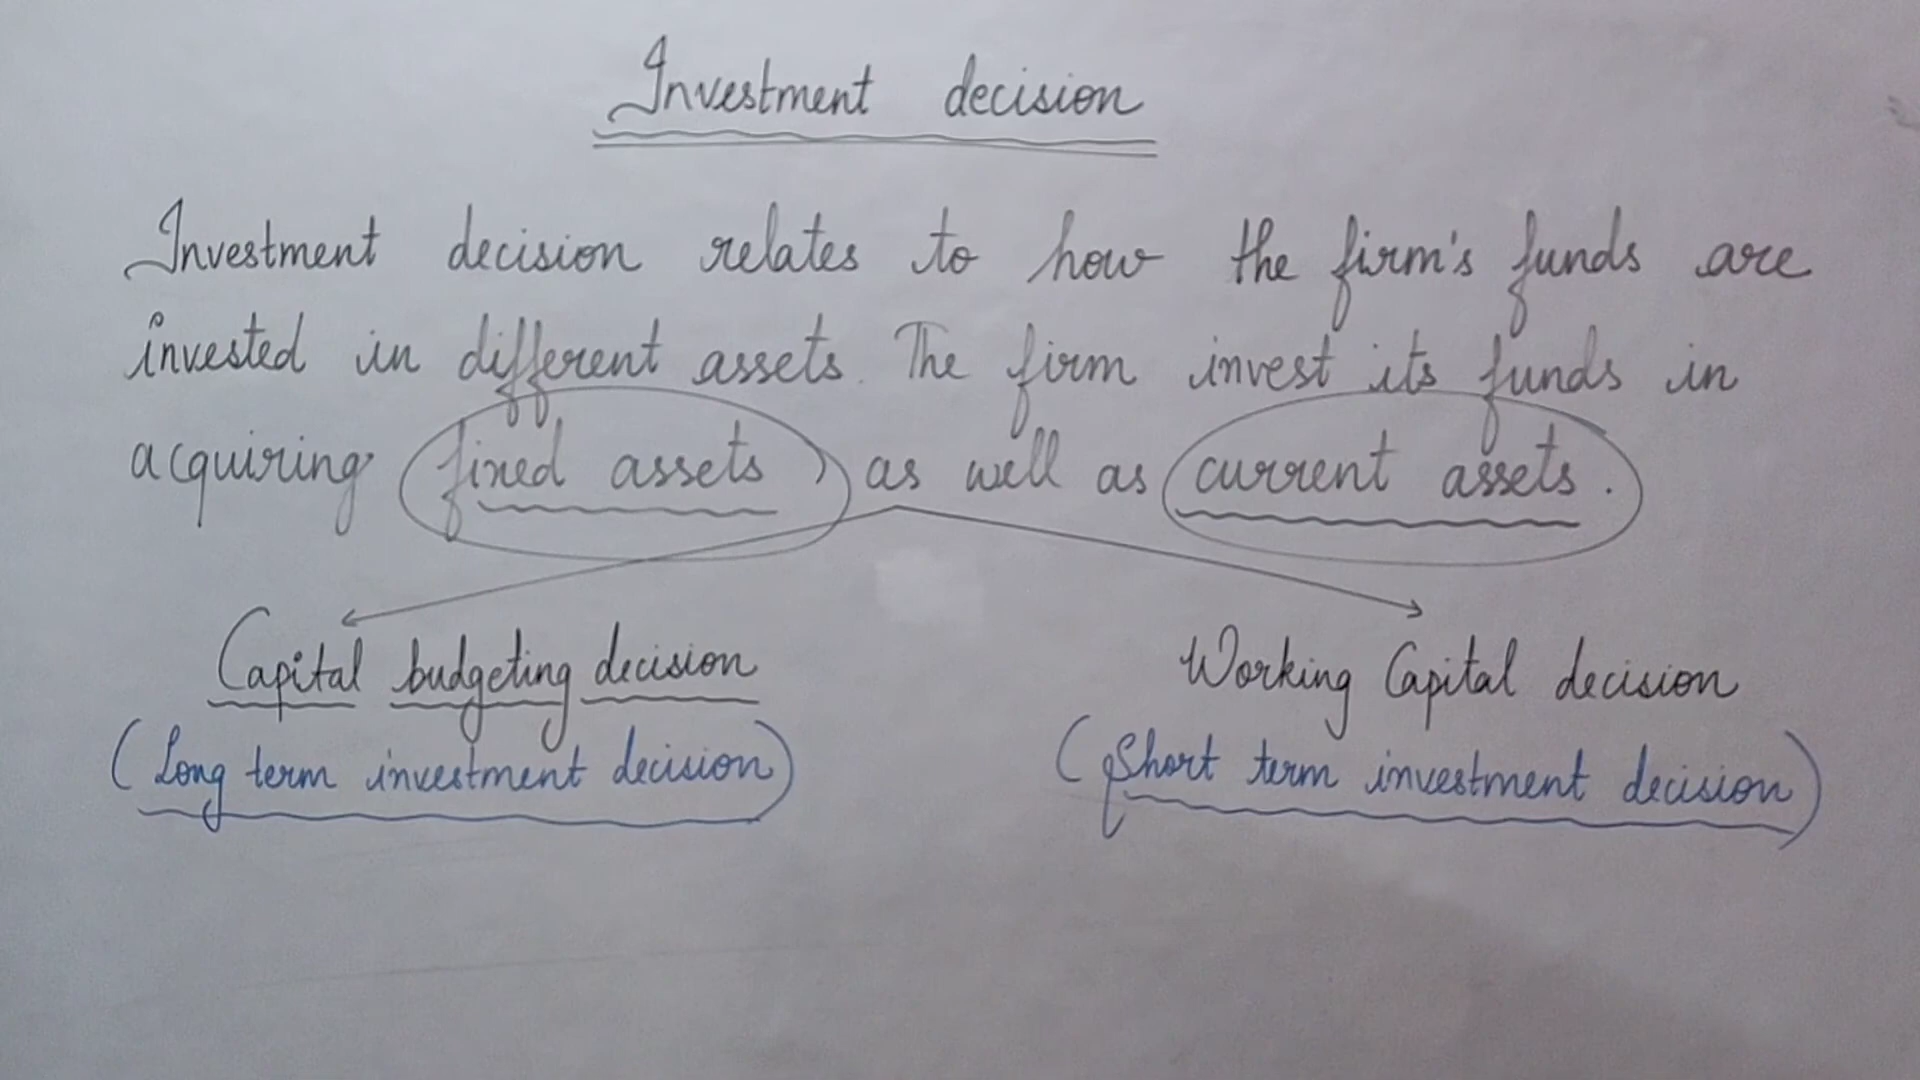 Investment decision
Investment decision relates to how the firm's funds are
invested in different assets. The firm invest its funds in
acquiring fixed assets, as well as current assets.
Capital budgeting decision
(Long term investment decision)
Working Capital decision
(Short term investment decision)